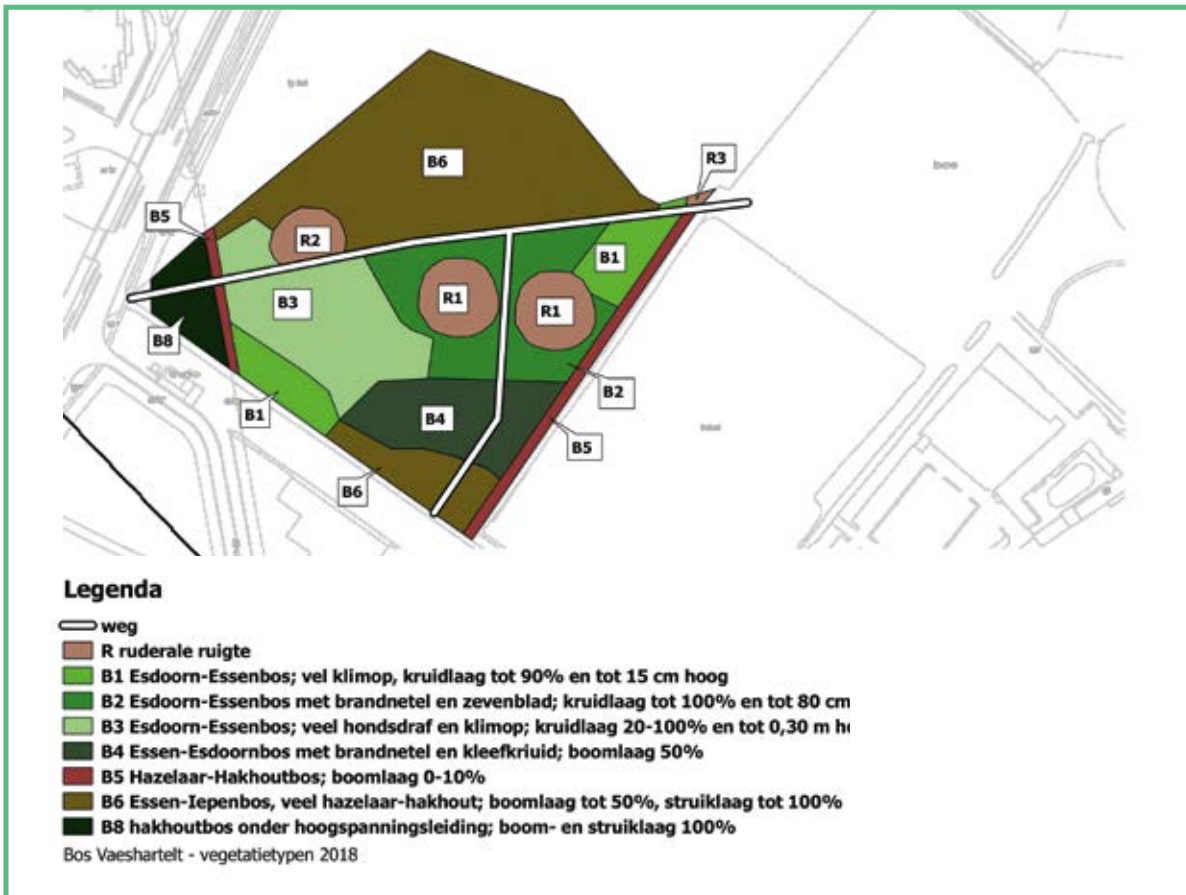 B6
R3
B5
R2
B1
B3
R1
R1
B8
B2
B1
B4
B5
B6
bos
Legenda
weg
R ruderale ruigte
B1 Esdoorn-Essenbos; vel klimop, kruidlaag tot 90% en tot 15 cm hoog
B2 Esdoorn-Essenbos met brandnetel en zevenblad; kruidlaag tot 100% en tot 80 cm
B3 Esdoorn-Essenbos; veel hondsdraf en klimop; kruidlaag 20-100% en tot 0,30 m ho
B4 Essen-Esdoornbos met brandnetel en kleefkriuid; boomlaag 50%
B5 Hazelaar-Hakhoutbos; boomlaag 0-10%
B6 Essen-Iepenbos, veel hazelaar-hakhout; boomlaag tot 50%, struiklaag tot 100%
B8 hakhoutbos onder hoogspanningsleiding; boom- en struiklaag 100%
Bos Vaeshartelt - vegetatietypen 2018